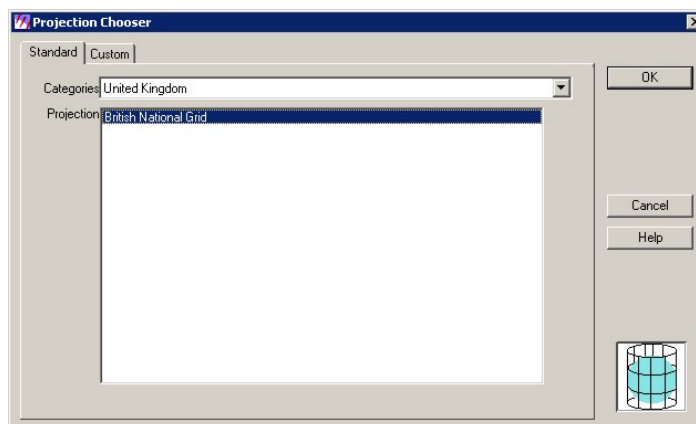 Projection Chooser
Standard Custom
Categories United Kingdom
OK
Projection British National Grid
Cancel
Help